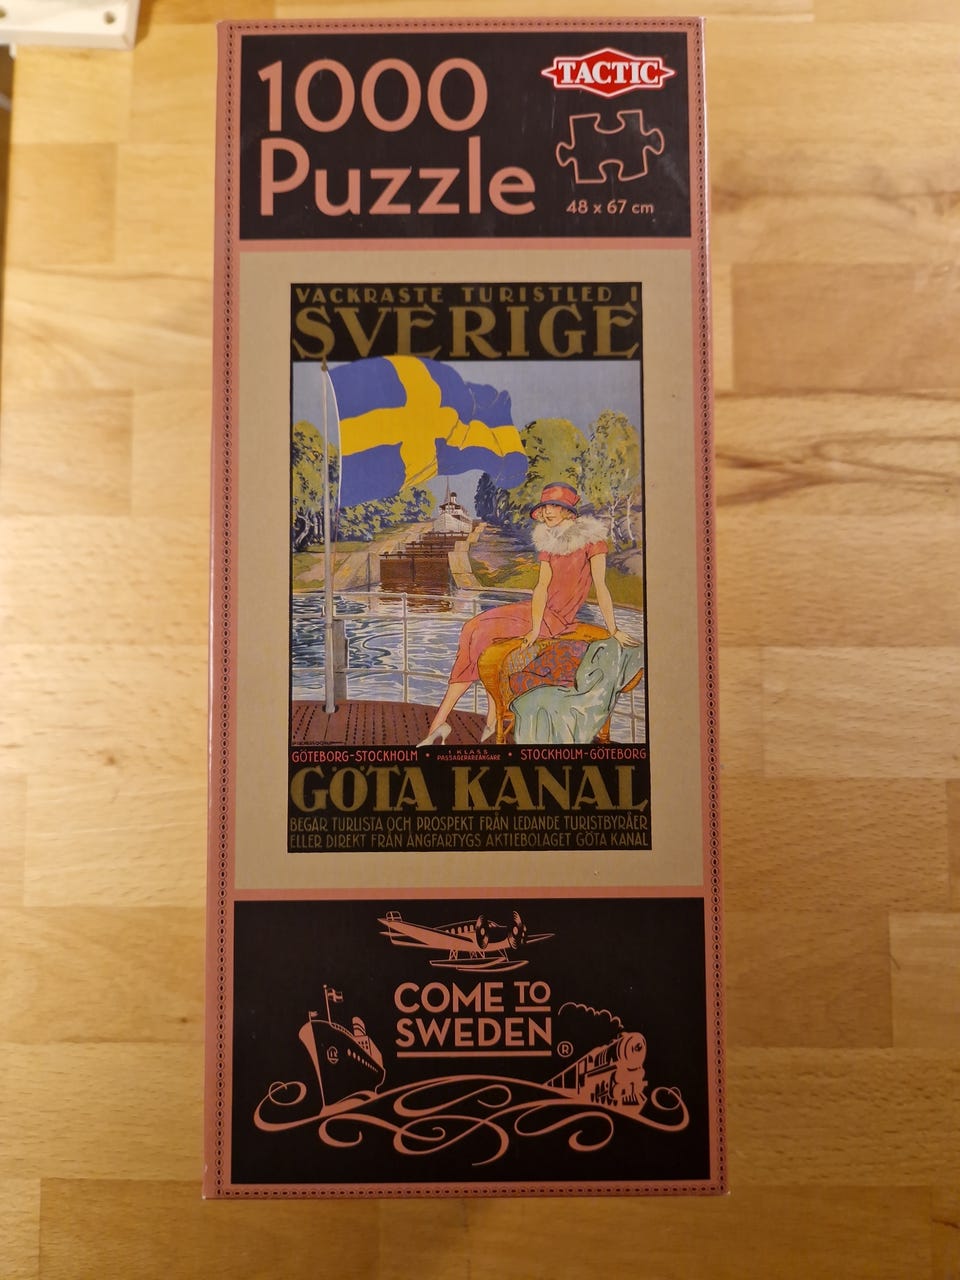 1000
Puzzle
TACTIC
48 x 67 cm
VACKRASTE TURISTLED I
SVERIGE
GÖTEBORG-STOCKHOLM • I KLASS PASSAGERAREÅNGARE • STOCKHOLM-GÖTEBORG
GÖTA KANAL
BEGÄR TURLISTA OCH PROSPEKT FRÅN LEDANDE TURISTBYRÅER
ELLER DIREKT FRÅN ÅNGFARTYGS AKTIEBOLAGET GÖTA KANAL
COME TO
SWEDEN®